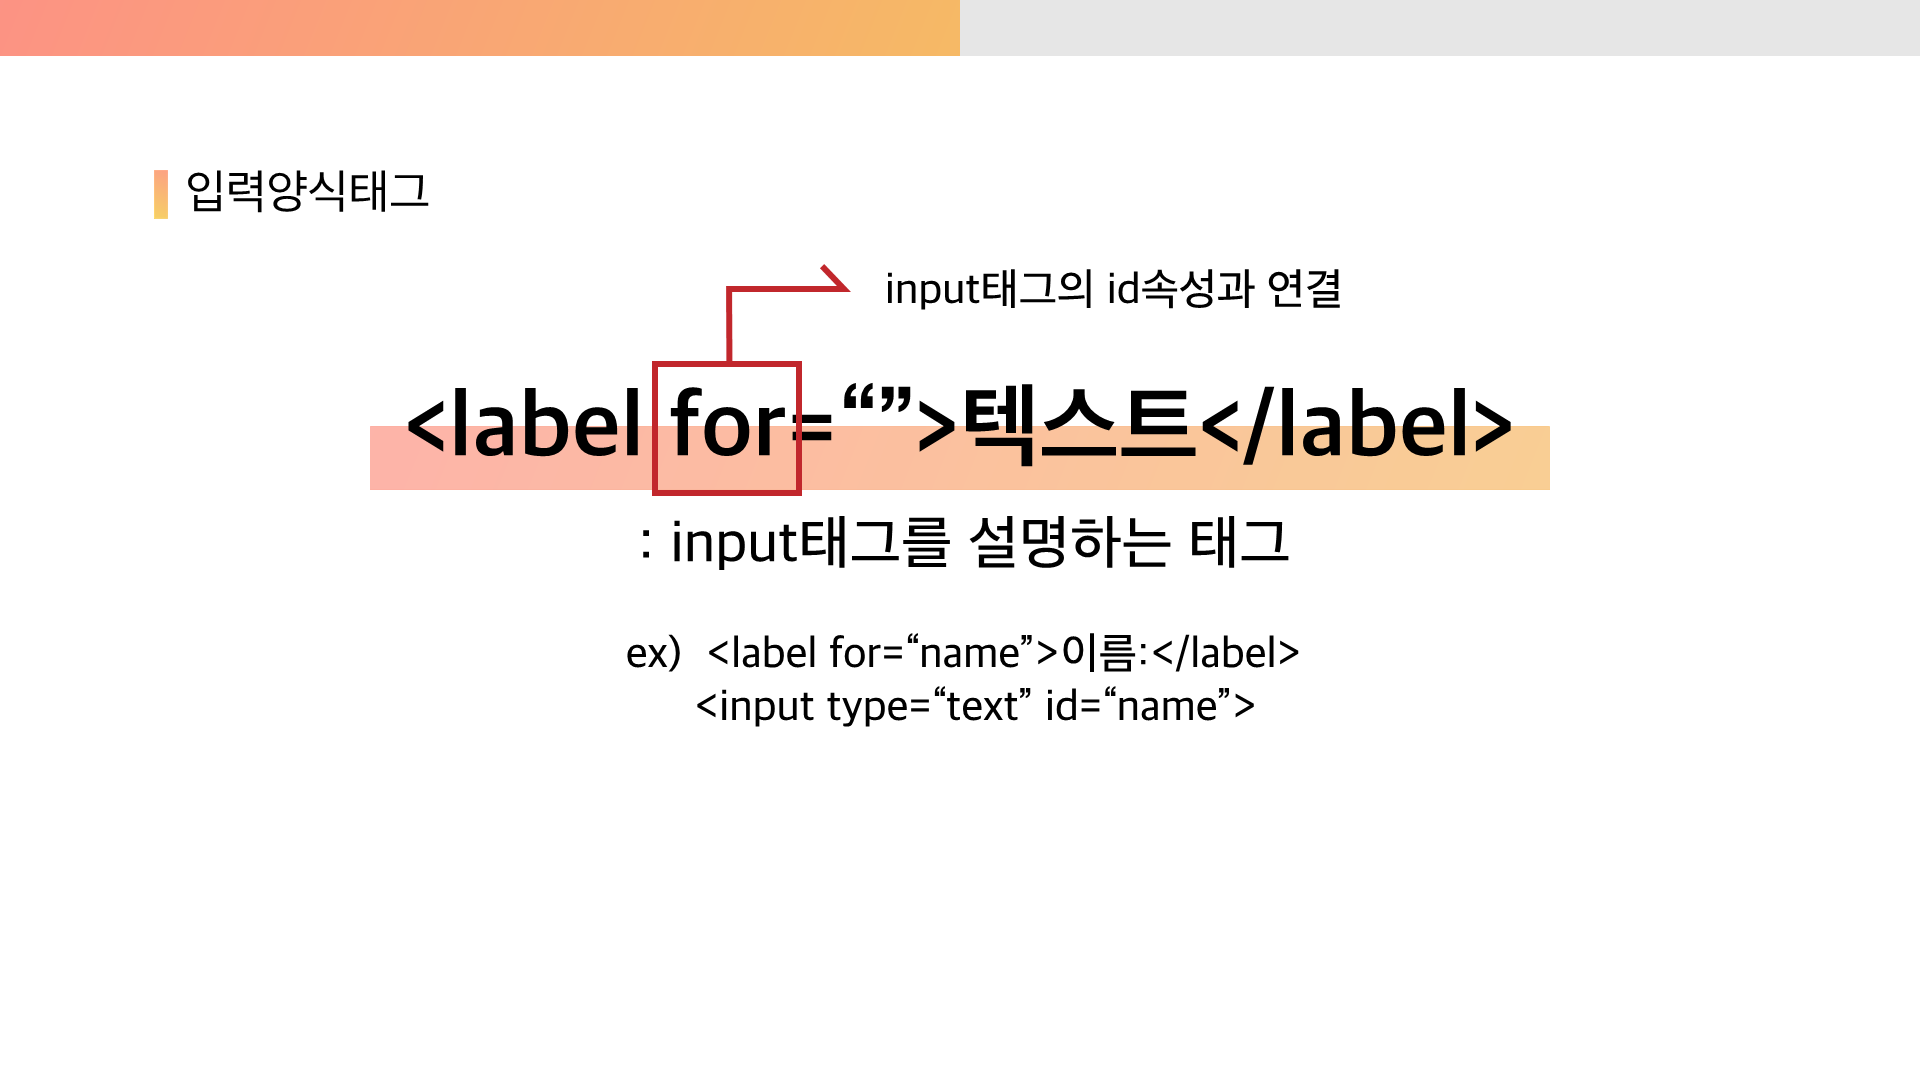 입력양식태그
input태그의 id속성과 연결
<label for=“”>텍스트</label>
: input태그를 설명하는 태그
ex) <label for=“name”>이름:</label>
<input type=“text” id=“name”>